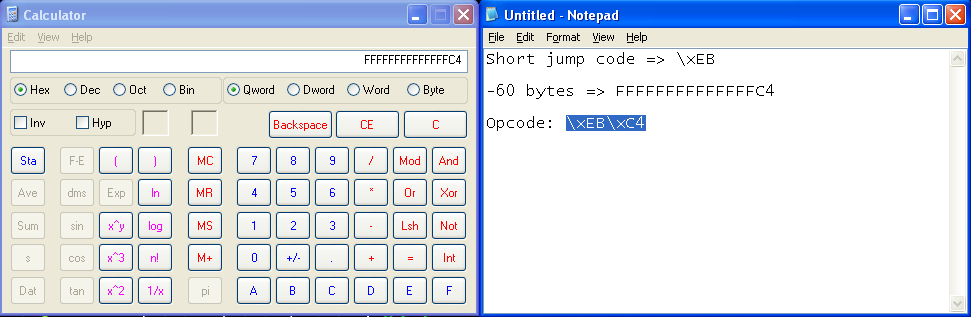 Calculator
Edit View Help
FFFFFFFFFFFFFFC4
Hex Dec Oct Bin Qword Dword Word Byte
Inv Hyp Backspace CE C
Sta F-E ( ) MC 7 8 9 / Mod And
Ave dms Exp ln MR 4 5 6 * Or Xor
Sum sin x^y log MS 1 2 3 - Lsh Not
s cos x^3 n! M+ 0 +/- . + = Int
Dat tan x^2 1/x pi A B C D E F
Untitled - Notepad
File Edit Format View Help
Short jump code => \xEB
-60 bytes => FFFFFFFFFFFFFFC4
Opcode: \xEB\xC4